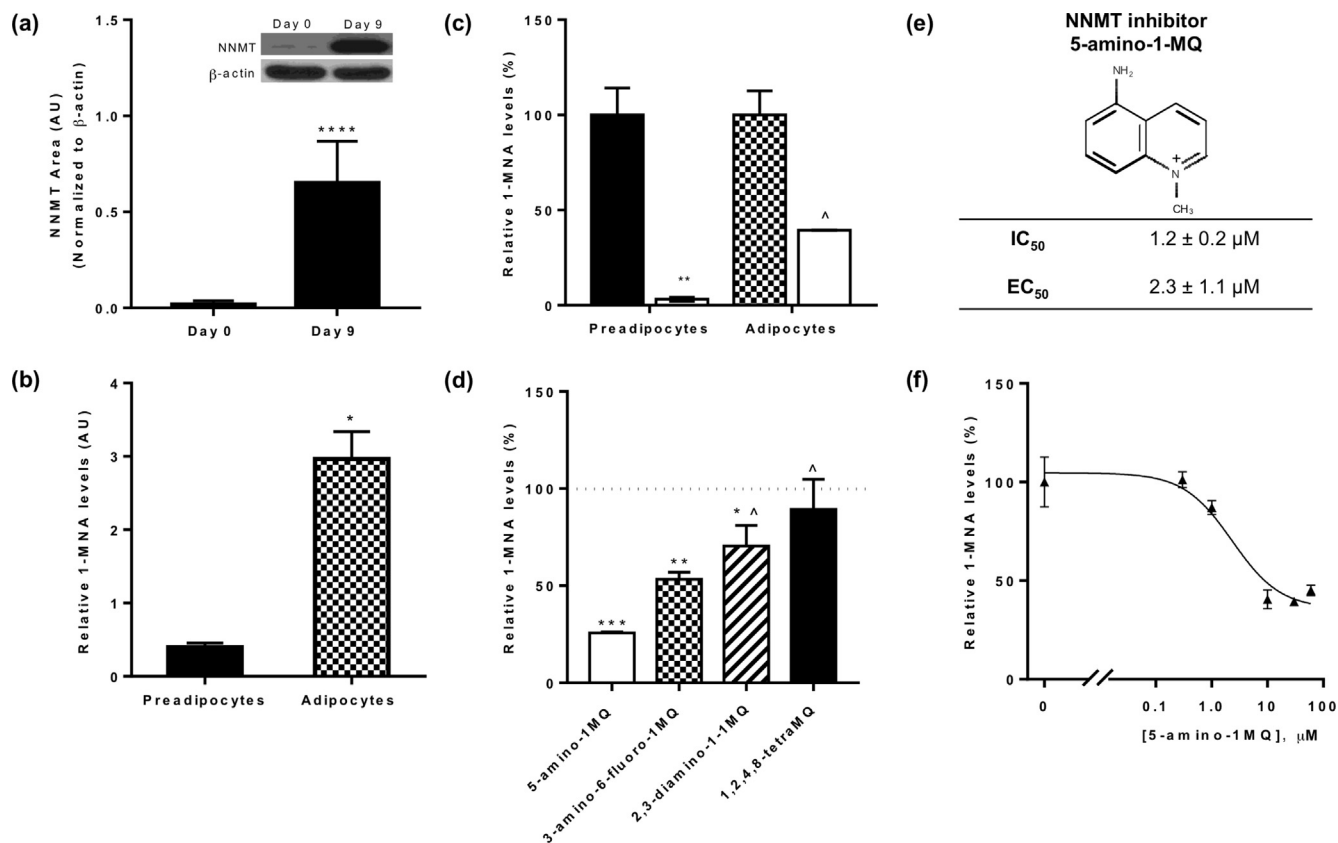 (a)
NNMT Area (AU)
(Normalized to β-actin)
1.5
1.0
0.5
0.0
Day 0 Day 9
NNMT
β-actin
****
Day 0 Day 9
(c)
Relative 1-MNA levels (%)
150
100
50
0
**
^
Preadipocytes Adipocytes
(e)
NNMT inhibitor
5-amino-1-MQ
NH2
N
+
CH3
IC50 1.2 ± 0.2 µM
EC50 2.3 ± 1.1 µM
(b)
Relative 1-MNA levels (AU)
4
3
2
1
0
*
Preadipocytes Adipocytes
(d)
Relative 1-MNA levels (%)
150
100
50
0
***
**
* ^
^
5-amino-1MQ
3-amino-6-fluoro-1MQ
2,3-diamino-1-1MQ
1,2,4,8-tetraMQ
(f)
Relative 1-MNA levels (%)
150
100
50
0
0 0.1 1.0 10 100
[5-amino-1MQ], µM